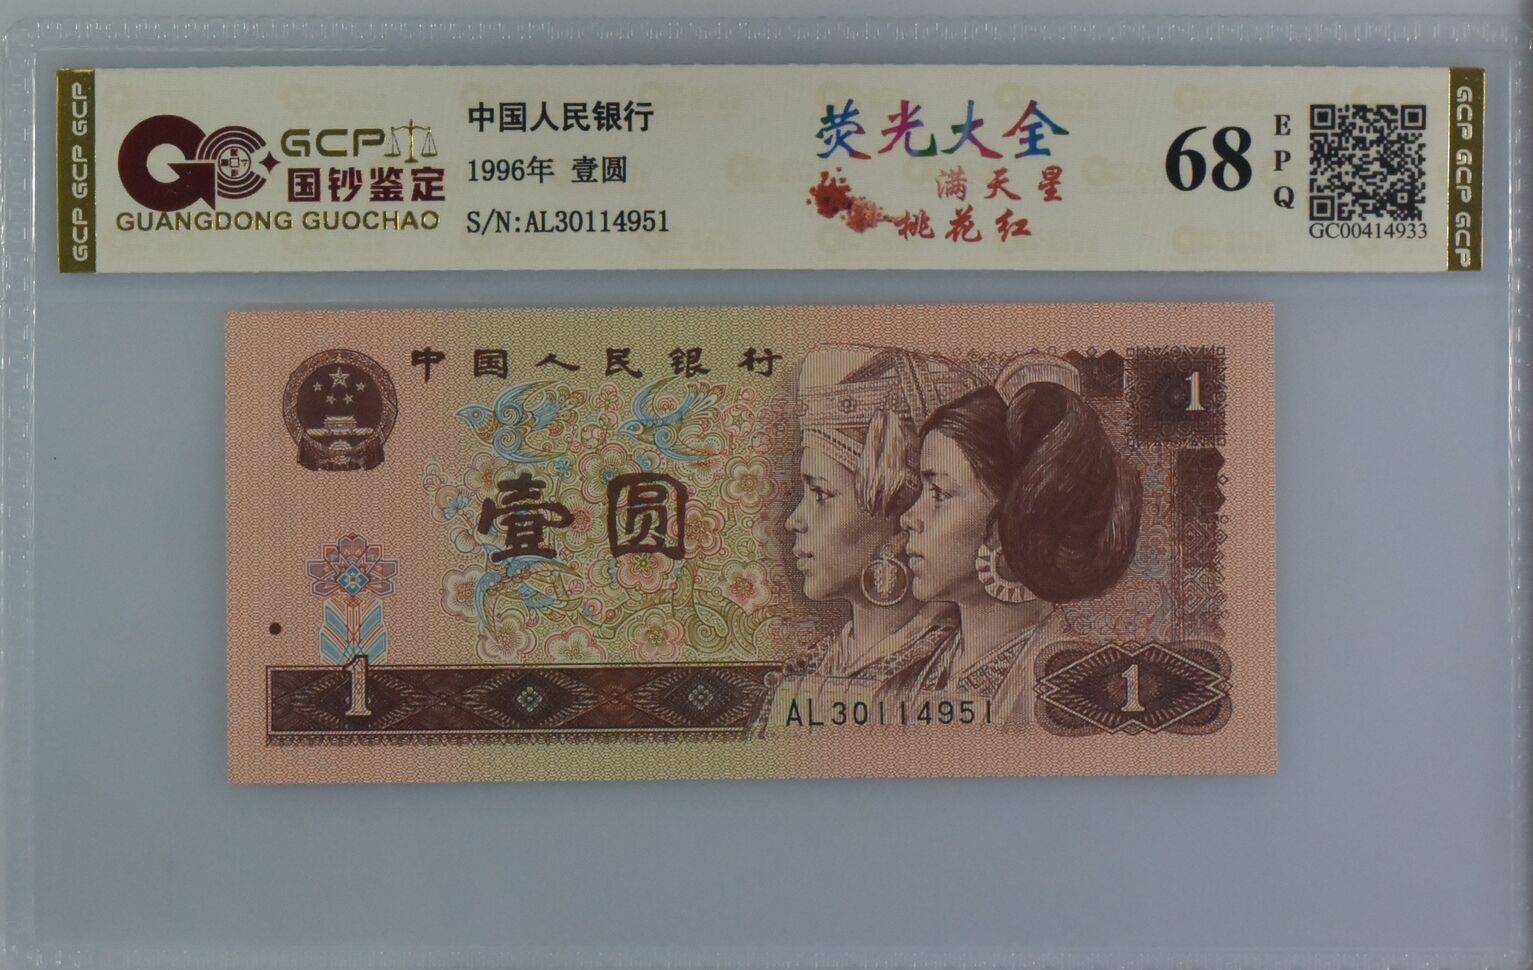 GCP GCP GCP
GCP
国钞鉴定
GUANGDONG GUOCHAO
中国人民银行
1996年 壹圆
S/N:AL30114951
荧光大全
满天星
桃花红
68
EPQ
GC00414933
GCP GCP GCP
中国人民银行
1
壹圆
1
AL30114951
1